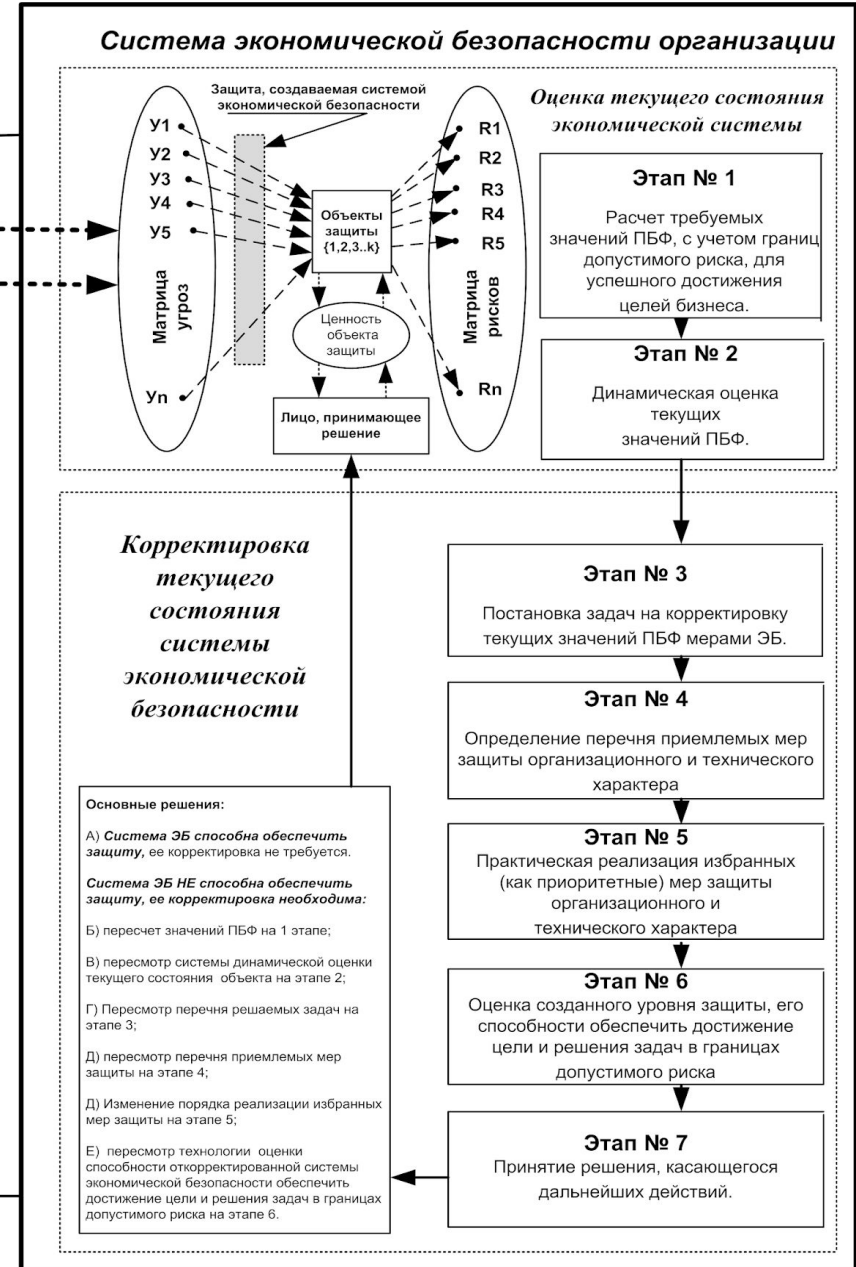 Система экономической безопасности организации
Защита, создаваемая системой
экономической безопасности
Оценка текущего состояния
экономической системы
У1
У2
У3
У4
У5
Уn
Матрица
угроз
Объекты
защиты
{1,2,3..k}
Ценность
объекта
защиты
Лицо, принимающее
решение
R1
R2
R3
R4
R5
Rn
Матрица
рисков
Этап № 1
Расчет требуемых
значений ПБФ, с учетом границ
допустимого риска, для
успешного достижения
целей бизнеса.
Этап № 2
Динамическая оценка
текущих
значений ПБФ.
Корректировка
текущего
состояния
системы
экономической
безопасности
Этап № 3
Постановка задач на корректировку
текущих значений ПБФ мерами ЭБ.
Этап № 4
Определение перечня приемлемых мер
защиты организационного и технического
характера
Этап № 5
Практическая реализация избранных
(как приоритетные) мер защиты
организационного и
технического характера
Этап № 6
Оценка созданного уровня защиты, его
способности обеспечить достижение
цели и решения задач в границах
допустимого риска
Этап № 7
Принятие решения, касающегося
дальнейших действий.
Основные решения:
А) Система ЭБ способна обеспечить
защиту, ее корректировка не требуется.
Система ЭБ НЕ способна обеспечить
защиту, ее корректировка необходима:
Б) пересчет значений ПБФ на 1 этапе;
В) пересмотр системы динамической оценки
текущего состояния объекта на этапе 2;
Г) Пересмотр перечня решаемых задач на
этапе 3;
Д) пересмотр перечня приемлемых мер
защиты на этапе 4;
Д) Изменение порядка реализации избранных
мер защиты на этапе 5;
Е) пересмотр технологии оценки
способности откорректированной системы
экономической безопасности обеспечить
достижение цели и решения задач в границах
допустимого риска на этапе 6.